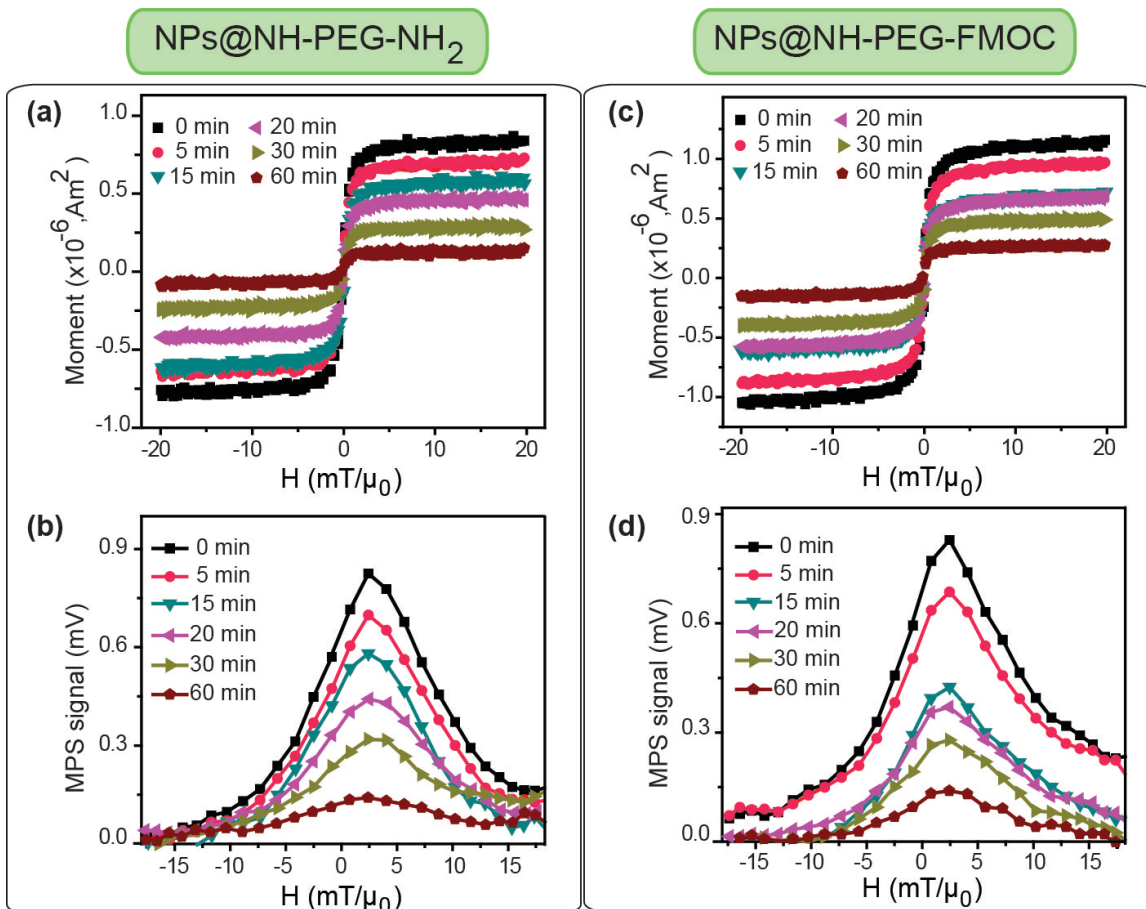 NPs@NH-PEG-NH2
NPs@NH-PEG-FMOC
(a)
0 min
5 min
15 min
20 min
30 min
60 min
1.0
0.5
0.0
-0.5
-1.0
Moment (x10⁻⁶,Am²)
-20 -10 0 10 20
H (mT/μ₀)
(b)
0 min
5 min
15 min
20 min
30 min
60 min
0.9
0.6
0.3
0.0
MPS signal (mV)
-15 -10 -5 0 5 10 15
H (mT/μ₀)
(c)
0 min
5 min
15 min
20 min
30 min
60 min
1.0
0.5
0.0
-0.5
-1.0
Moment (x10⁻⁶,Am²)
-20 -10 0 10 20
H (mT/μ₀)
(d)
0 min
5 min
15 min
20 min
30 min
60 min
0.9
0.6
0.3
0.0
MPS signal (mV)
-15 -10 -5 0 5 10 15
H (mT/μ₀)